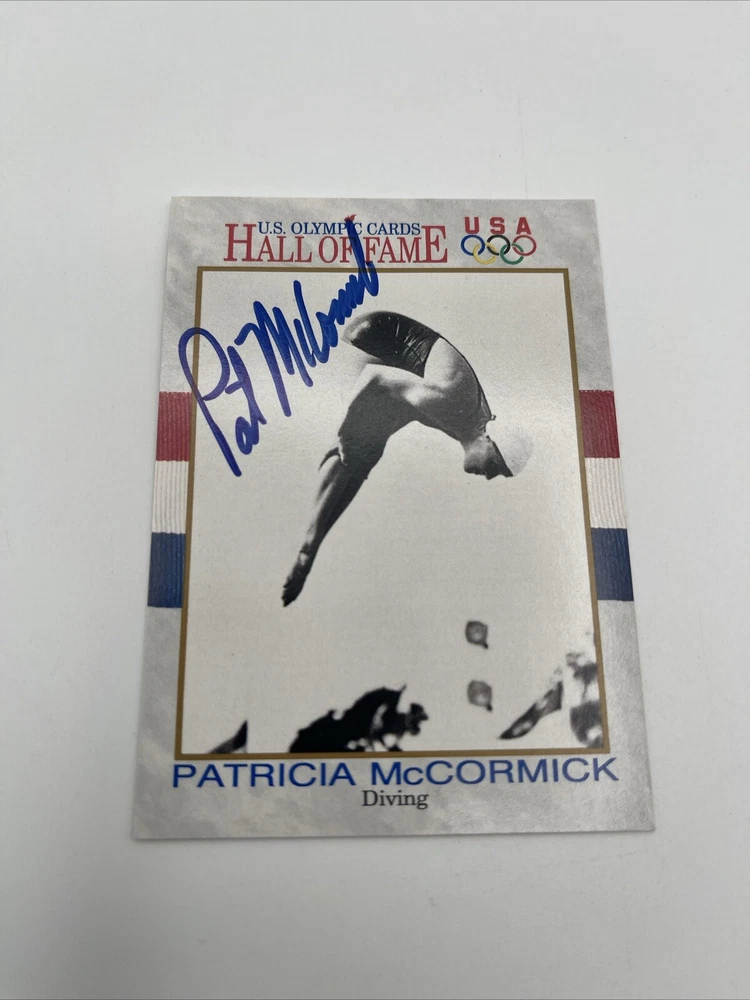 U.S. OLYMPIC CARDS
HALL OF FAME
USA
Pat McCormick
PATRICIA McCORMICK
Diving